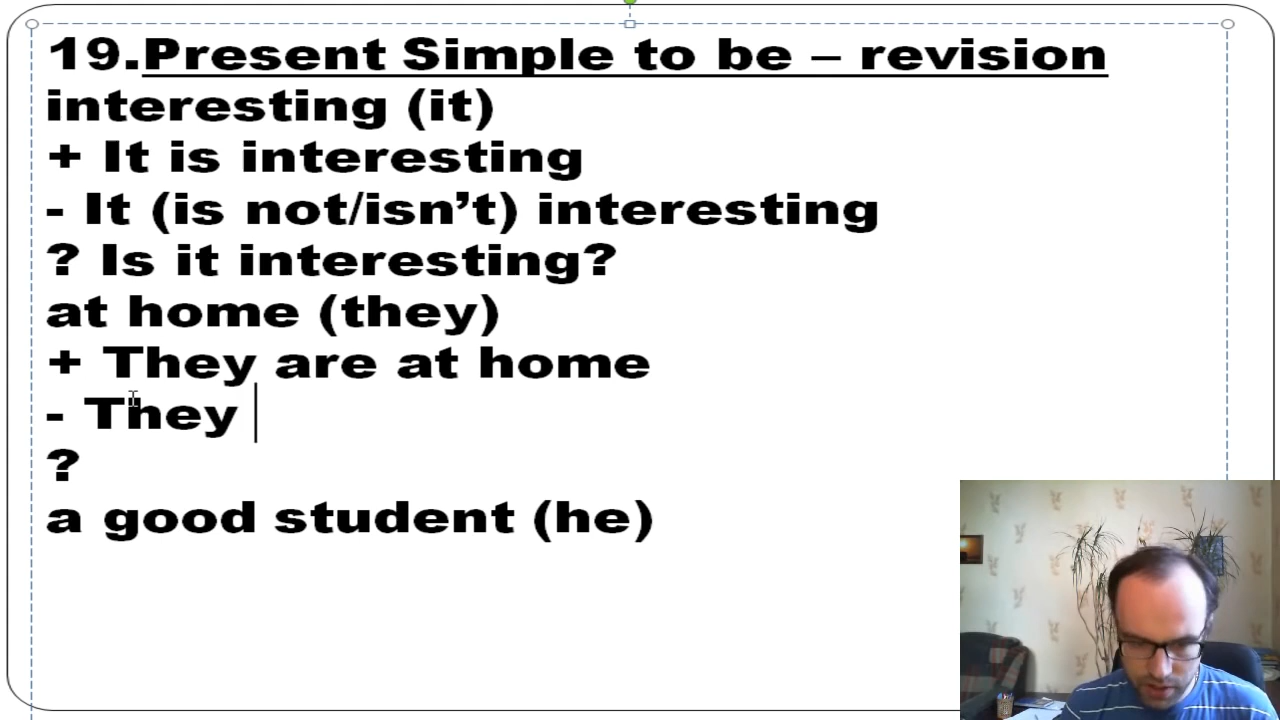 19.Present Simple to be – revision
interesting (it)
+ It is interesting
- It (is not/isn’t) interesting
? Is it interesting?
at home (they)
+ They are at home
- They
?
a good student (he)